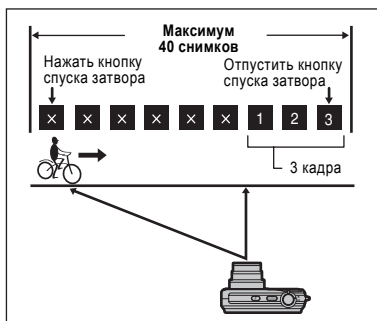 Максимум
40 снимков
Нажать кнопку
спуска затвора
Отпустить кнопку
спуска затвора
× × × × × × 1 2 3
3 кадра